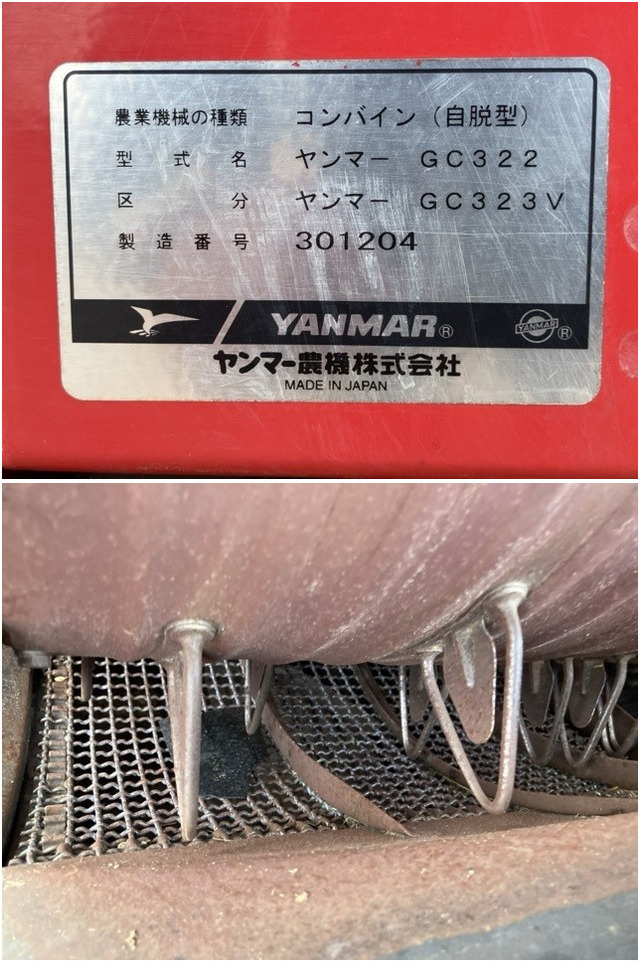 農業機械の種類 コンバイン（自脱型）
型式名 ヤンマー GC322
区分 ヤンマー GC323V
製造番号 301204
YANMAR® YANMAR®
ヤンマー農機株式会社
MADE IN JAPAN